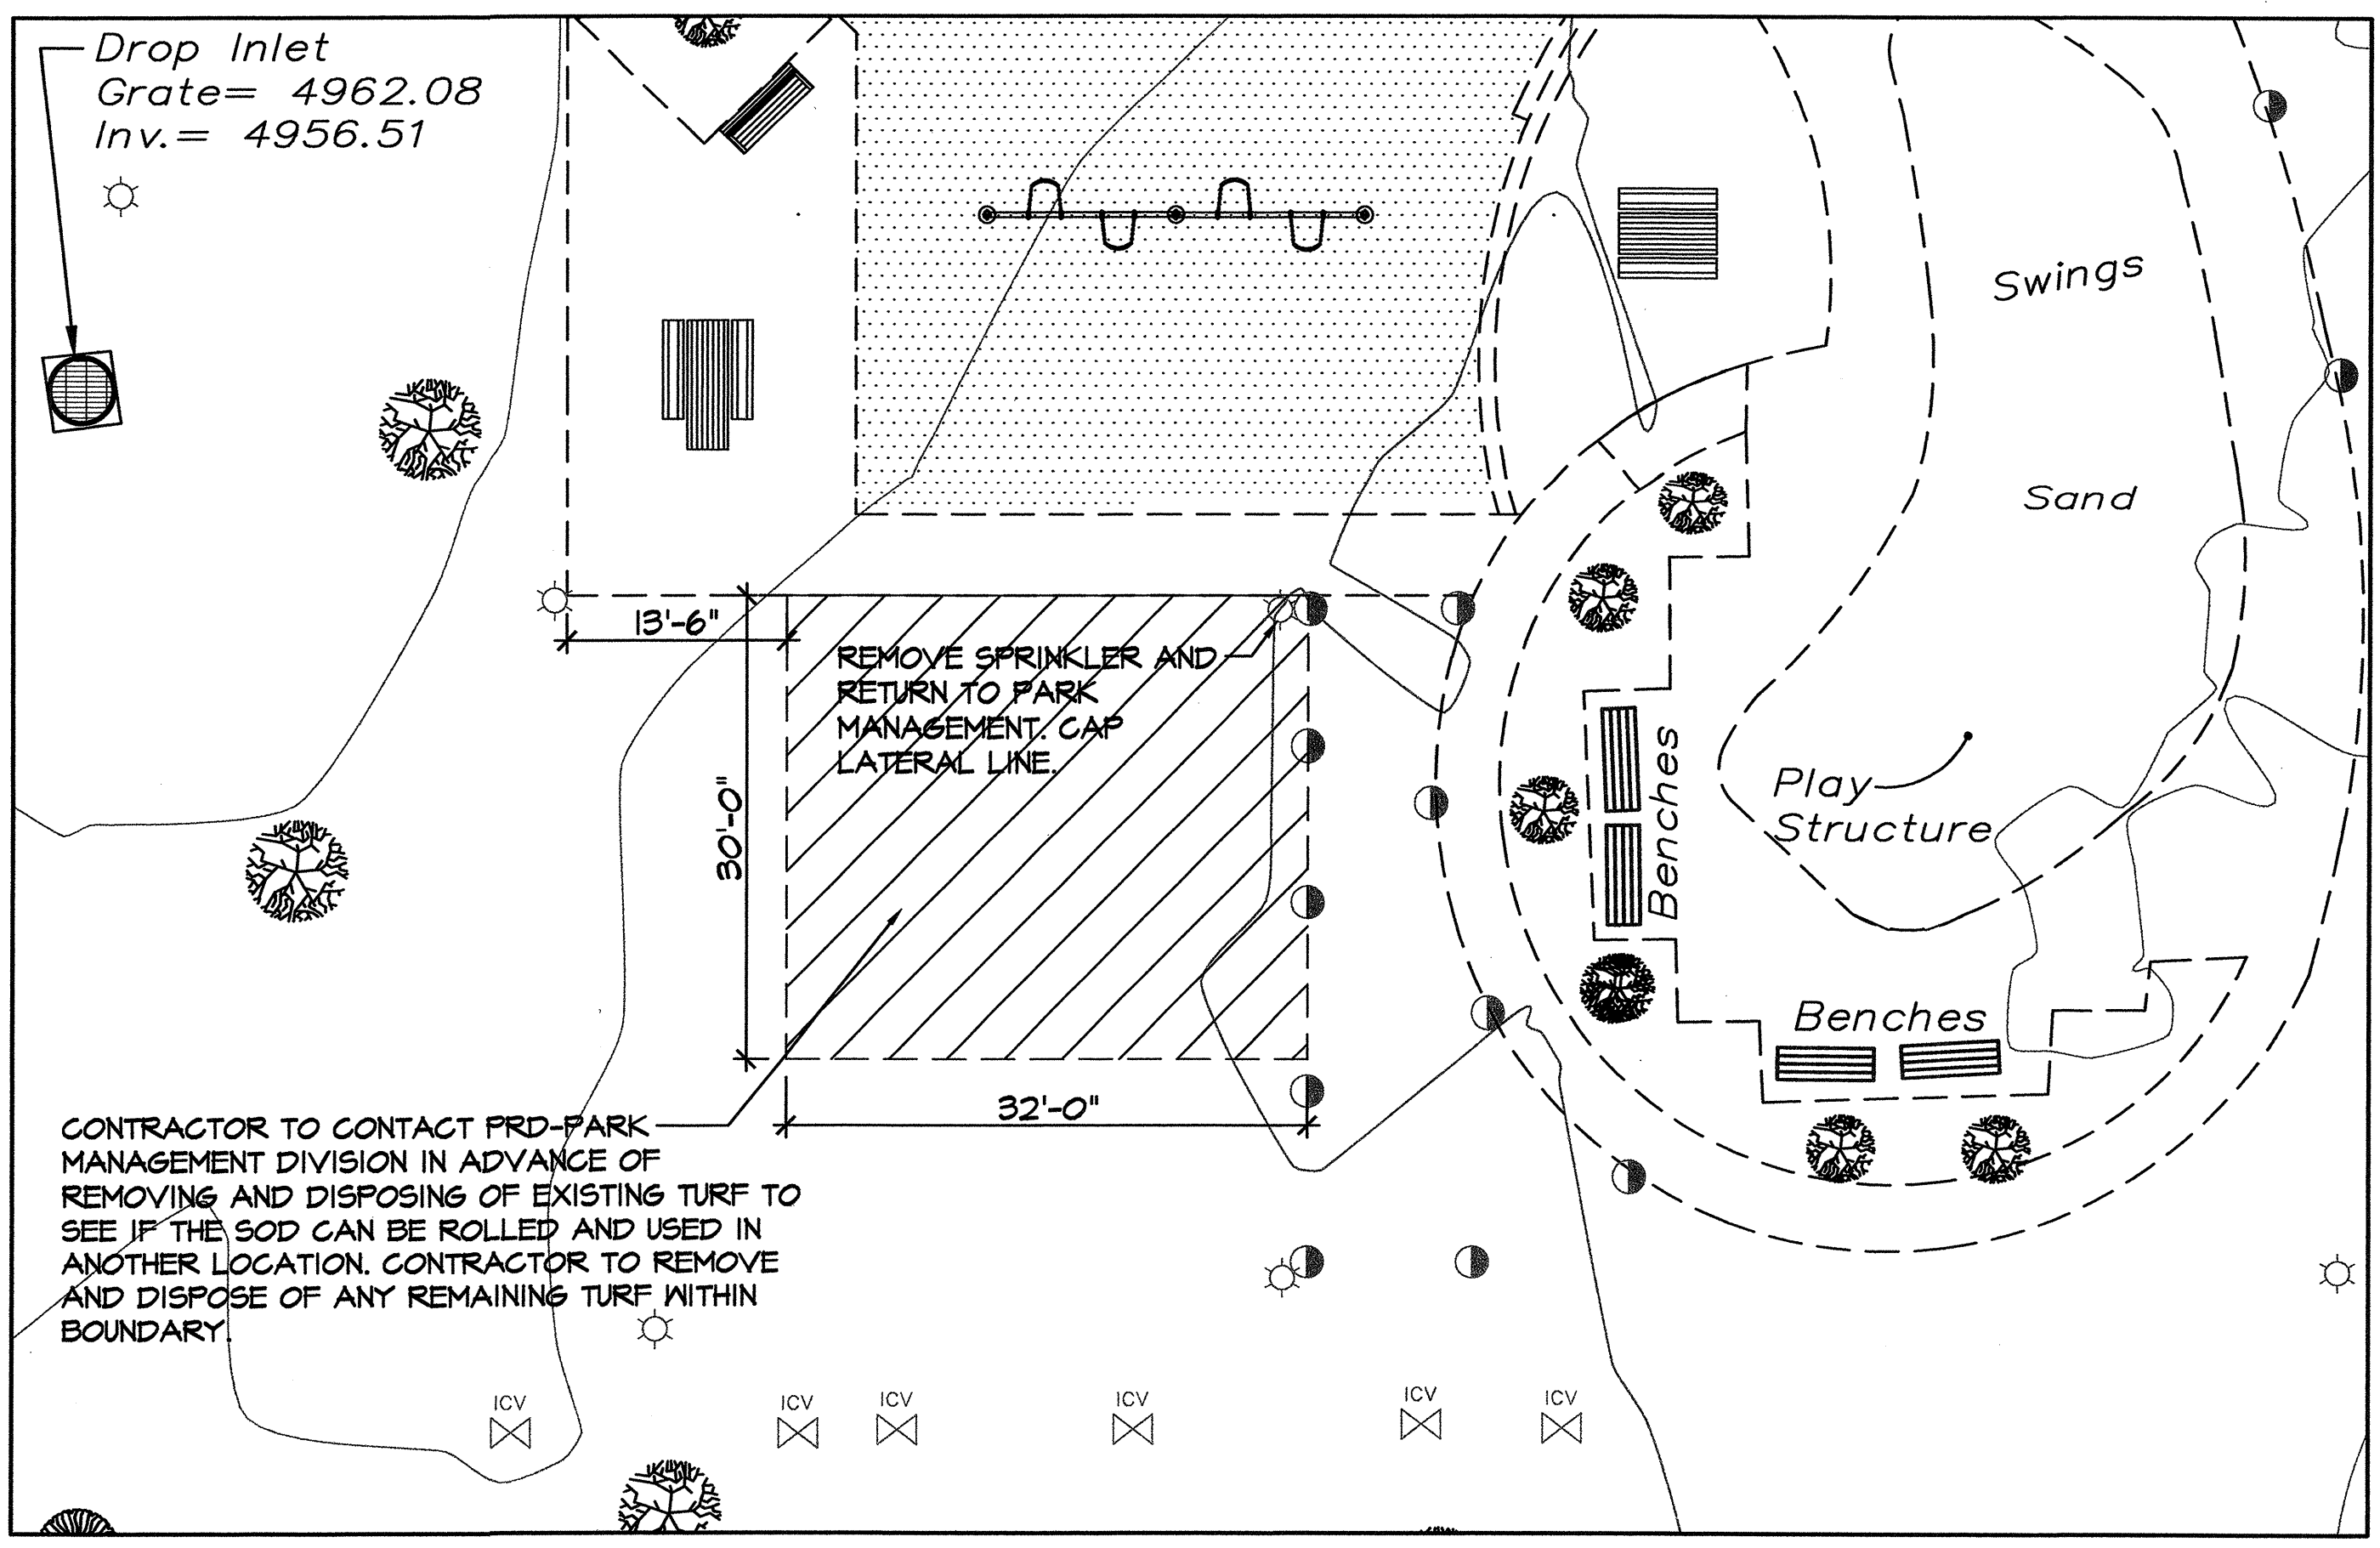 Drop Inlet
Grate= 4962.08
Inv.= 4956.51
Swings
Sand
13'-6"
REMOVE SPRINKLER AND
RETURN TO PARK
MANAGEMENT. CAP
LATERAL LINE.
30'-0"
Benches
Play
Structure
Benches
32'-0"
CONTRACTOR TO CONTACT PRD-PARK
MANAGEMENT DIVISION IN ADVANCE OF
REMOVING AND DISPOSING OF EXISTING TURF TO
SEE IF THE SOD CAN BE ROLLED AND USED IN
ANOTHER LOCATION. CONTRACTOR TO REMOVE
AND DISPOSE OF ANY REMAINING TURF WITHIN
BOUNDARY.
ICV
ICV
ICV
ICV
ICV
ICV